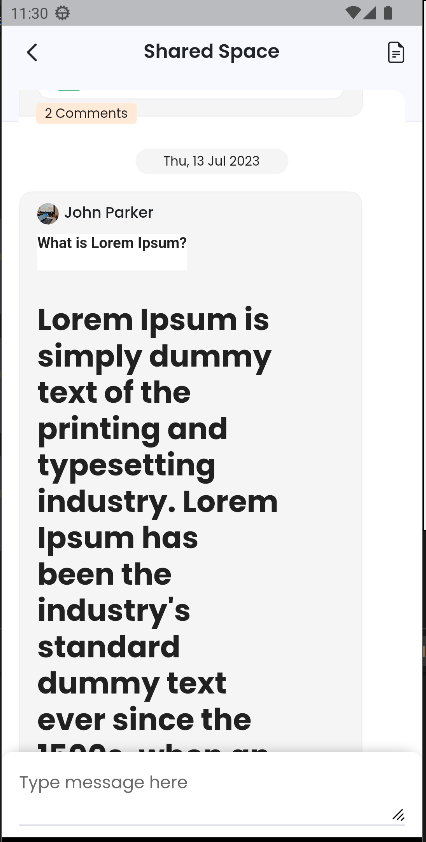 11:30
Shared Space
2 Comments
Thu, 13 Jul 2023
John Parker
What is Lorem Ipsum?
Lorem Ipsum is
simply dummy
text of the
printing and
typesetting
industry. Lorem
Ipsum has
been the
industry's
standard
dummy text
ever since the
Type message here